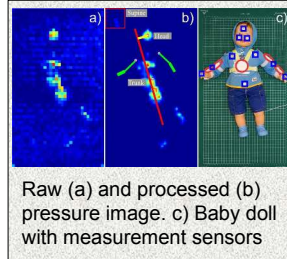 a)
b)
c)
Supine
Head
Trunk
Raw (a) and processed (b)
pressure image. c) Baby doll
with measurement sensors